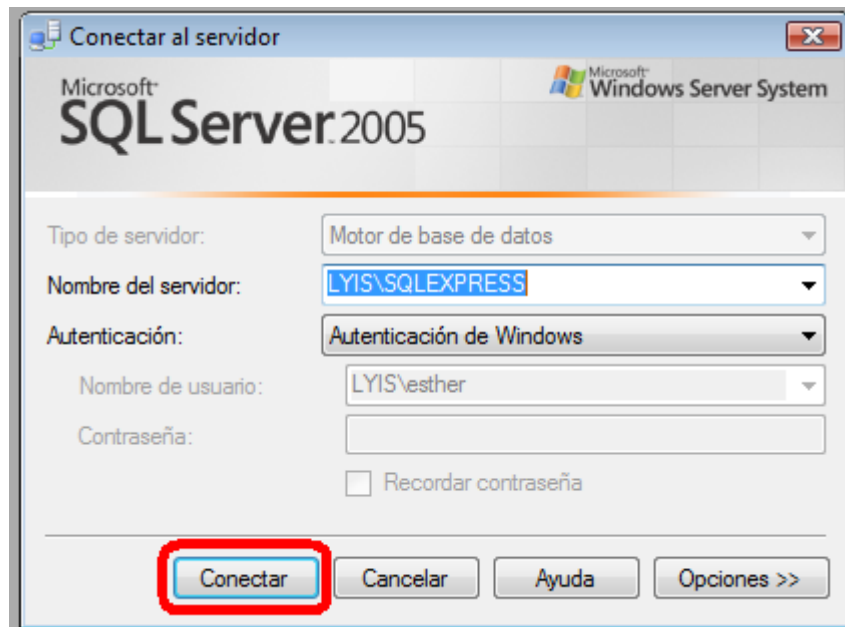 Conectar al servidor
Microsoft
SQL Server 2005
Microsoft
Windows Server System
Tipo de servidor: Motor de base de datos
Nombre del servidor: LYIS\SQLEXPRESS
Autenticación: Autenticación de Windows
Nombre de usuario: LYIS\esther
Contraseña:
Recordar contraseña
Conectar Cancelar Ayuda Opciones >>